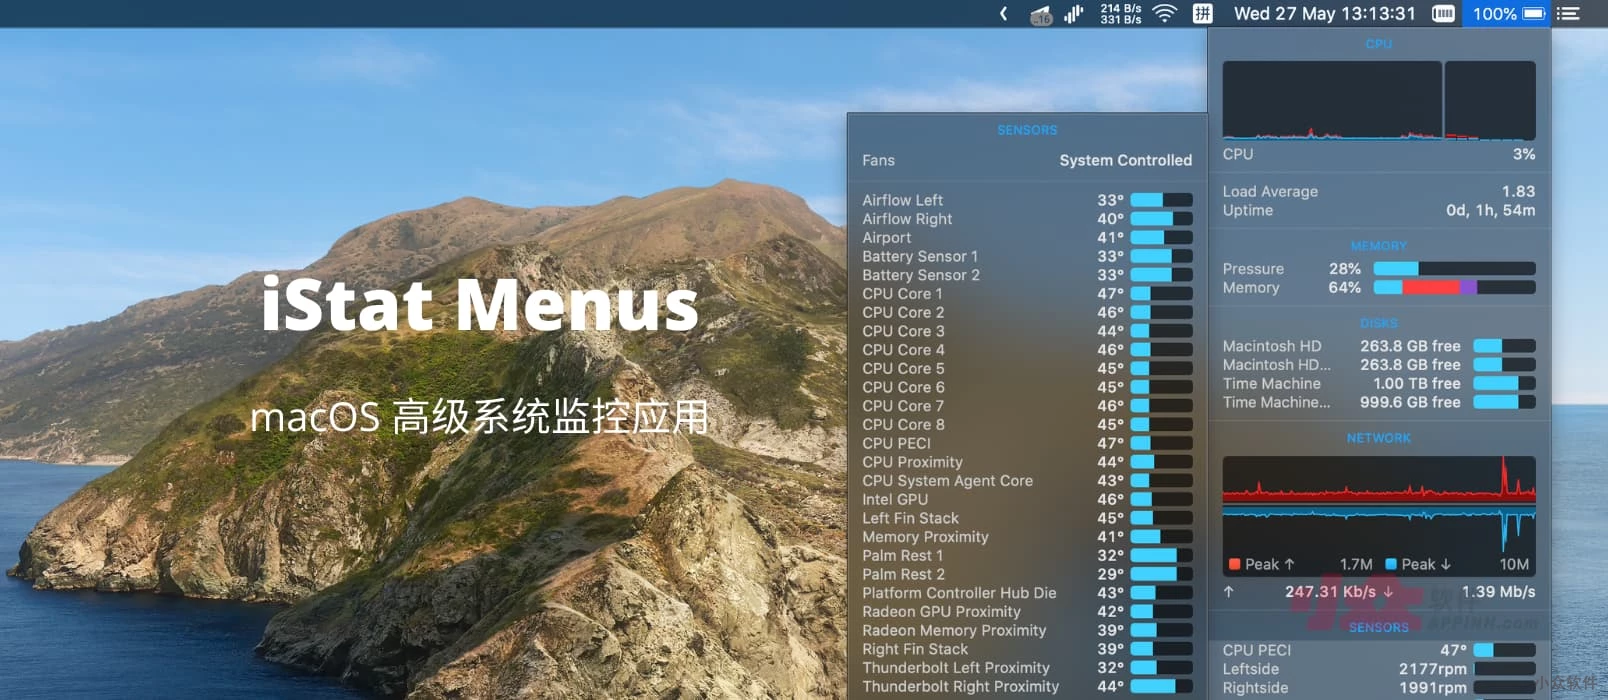 ..16
214 B/s
331 B/s
拼
Wed 27 May 13:13:31
100%
iStat Menus
macOS 高级系统监控应用
SENSORS
Fans System Controlled
Airflow Left 33°
Airflow Right 40°
Airport 41°
Battery Sensor 1 33°
Battery Sensor 2 33°
CPU Core 1 47°
CPU Core 2 46°
CPU Core 3 44°
CPU Core 4 46°
CPU Core 5 45°
CPU Core 6 45°
CPU Core 7 46°
CPU Core 8 45°
CPU PECI 47°
CPU Proximity 44°
CPU System Agent Core 43°
Intel GPU 46°
Left Fin Stack 45°
Memory Proximity 41°
Palm Rest 1 32°
Palm Rest 2 29°
Platform Controller Hub Die 43°
Radeon GPU Proximity 42°
Radeon Memory Proximity 39°
Right Fin Stack 39°
Thunderbolt Left Proximity 32°
Thunderbolt Right Proximity 44°
CPU
CPU 3%
Load Average 1.83
Uptime 0d, 1h, 54m
MEMORY
Pressure 28%
Memory 64%
DISKS
Macintosh HD 263.8 GB free
Macintosh HD... 263.8 GB free
Time Machine 1.00 TB free
Time Machine... 999.6 GB free
NETWORK
Peak ↑ 1.7M Peak ↓ 10M
↑ 247.31 Kb/s ↓ 1.39 Mb/s
小众软件
APPINN.com
SENSORS
CPU PECI 47°
Leftside 2177rpm
Rightside 1991rpm
小众软件